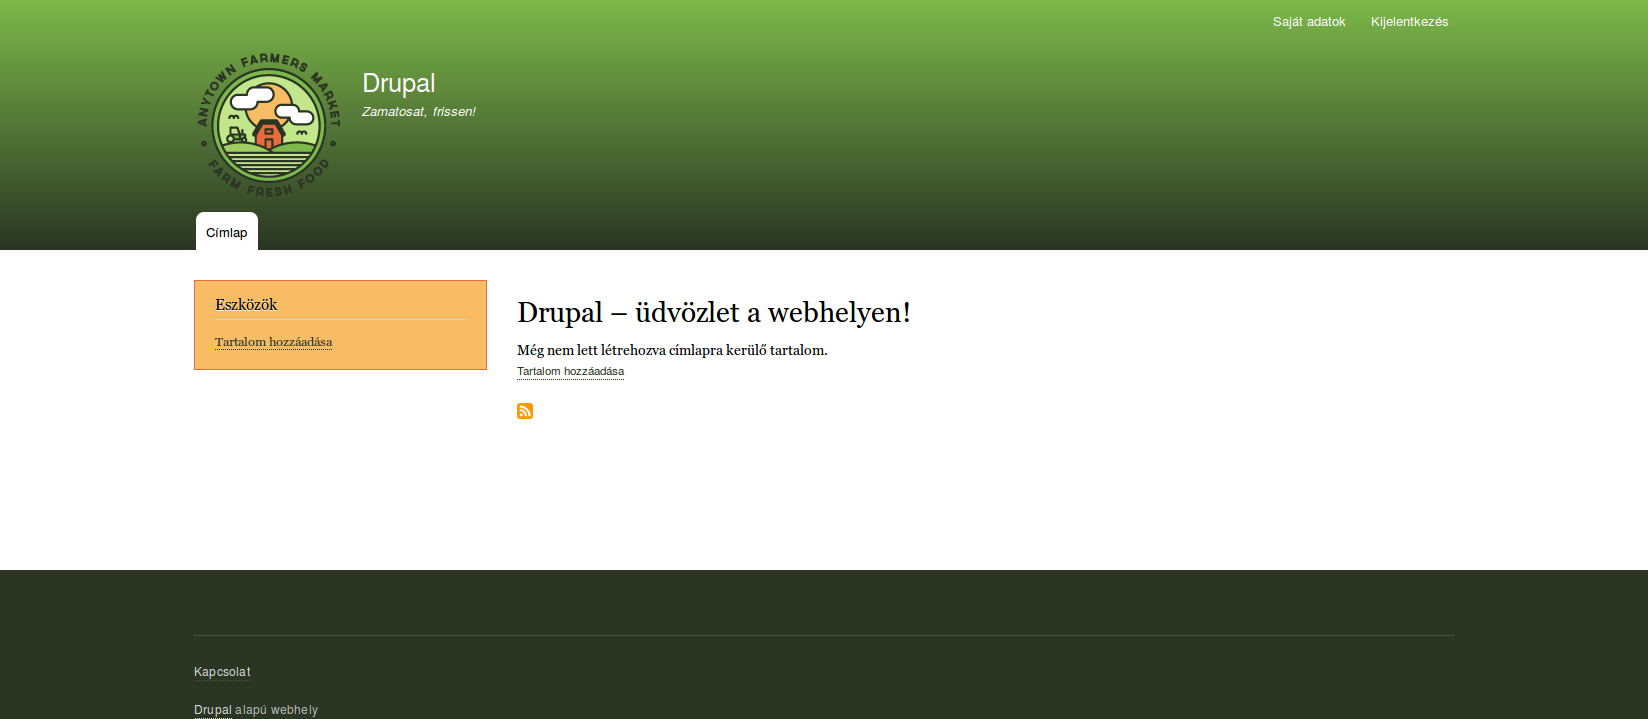 Saját adatok Kijelentkezés
ANYTOWN FARMERS MARKET
FARM FRESH FOOD
Drupal
Zamatosat, frissen!
Címlap
Eszközök
Tartalom hozzáadása
Drupal – üdvözlet a webhelyen!
Még nem lett létrehozva címlapra kerülő tartalom.
Tartalom hozzáadása
Kapcsolat
Drupal alapú webhely